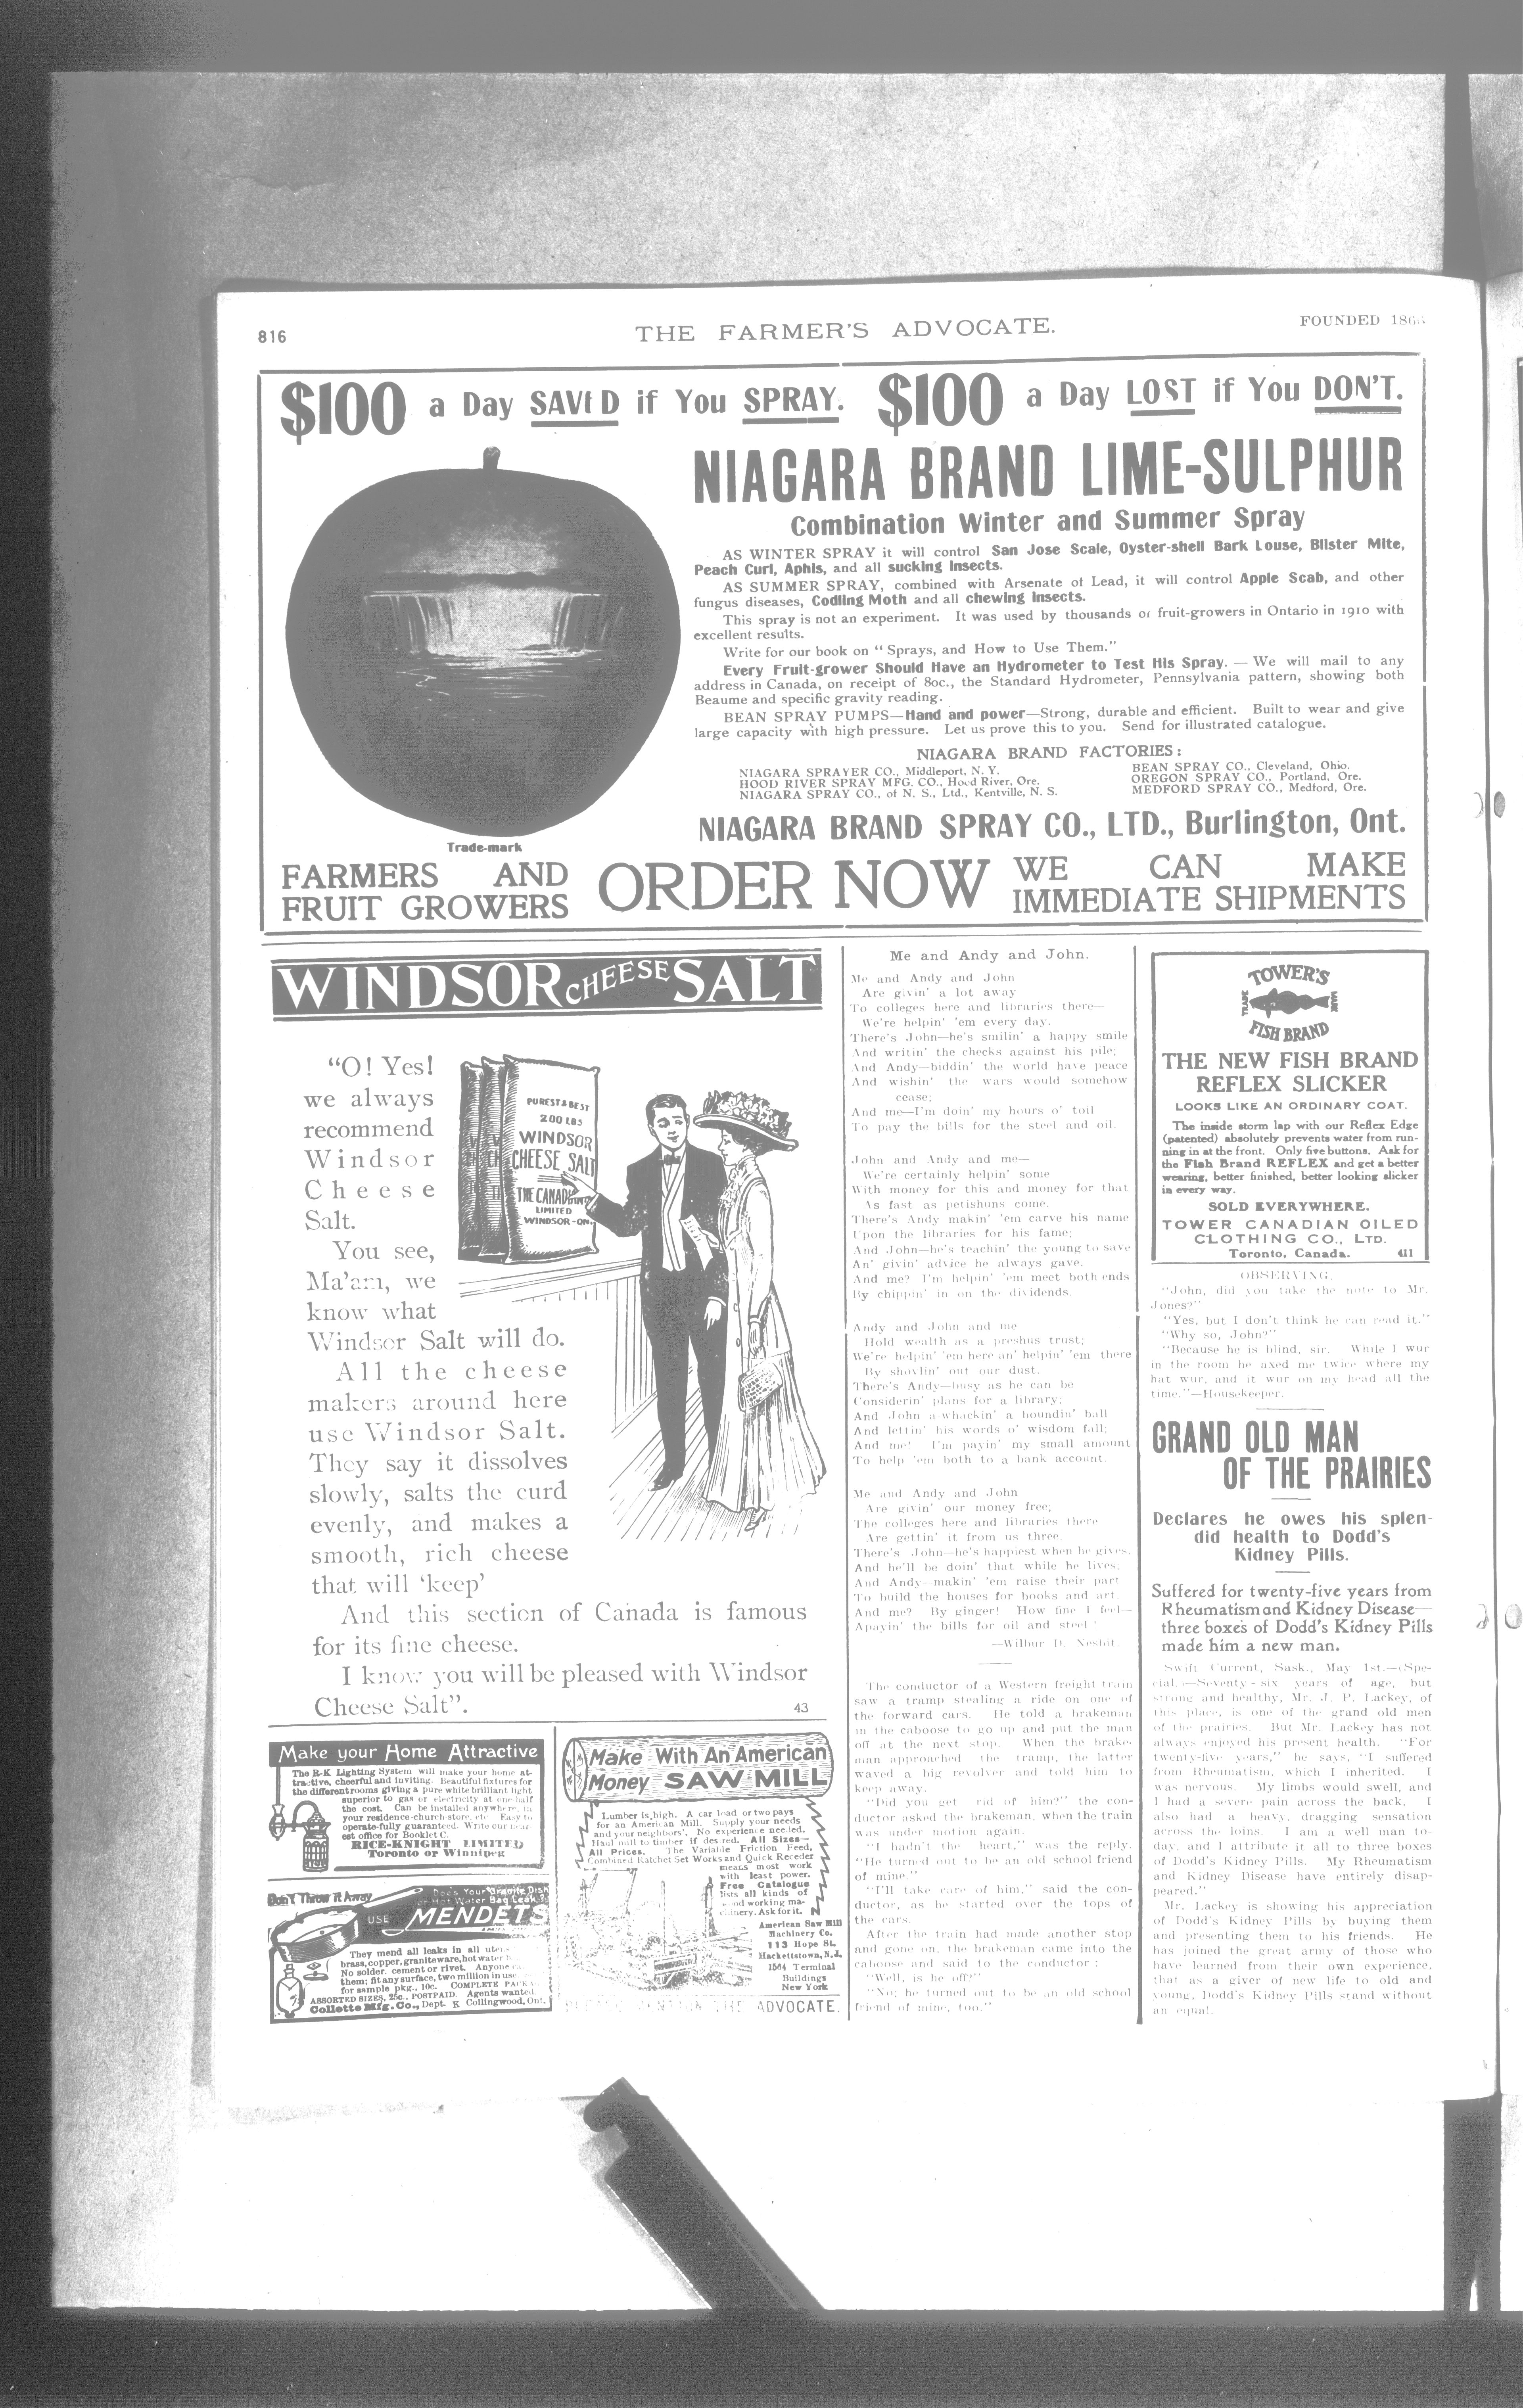 816
THE FARMER'S ADVOCATE.
FOUNDED 1866
$100 a Day SAVED if You SPRAY. $100 a Day LOST if You DON'T.
NIAGARA BRAND LIME-SULPHUR
Combination Winter and Summer Spray
AS WINTER SPRAY it will control San Jose Scale, Oyster-shell Bark Louse, Blister Mite,
Peach Curl, Aphis, and all sucking insects.
AS SUMMER SPRAY, combined with Arsenate of Lead, it will control Apple Scab, and other
fungus diseases, Codling Moth and all chewing insects.
This spray is not an experiment. It was used by thousands of fruit-growers in Ontario in 1910 with
excellent results.
Write for our book on "Sprays, and How to Use Them."
Every Fruit-grower Should Have an Hydrometer to Test His Spray. — We will mail to any
address in Canada, on receipt of 80c., the Standard Hydrometer, Pennsylvania pattern, showing both
Beaume and specific gravity reading.
BEAN SPRAY PUMPS—Hand and power—Strong, durable and efficient. Built to wear and give
large capacity with high pressure. Let us prove this to you. Send for illustrated catalogue.
NIAGARA BRAND FACTORIES:
NIAGARA SPRAYER CO., Middleport, N. Y.
HOOD RIVER SPRAY MFG. CO., Hood River, Ore.
NIAGARA SPRAY CO., of N. S., Ltd., Kentville, N. S.
BEAN SPRAY CO., Cleveland, Ohio.
OREGON SPRAY CO., Portland, Ore.
MEDFORD SPRAY CO., Medford, Ore.
NIAGARA BRAND SPRAY CO., LTD., Burlington, Ont.
Trade-mark
FARMERS AND
FRUIT GROWERS
ORDER NOW
WE CAN MAKE
IMMEDIATE SHIPMENTS
WINDSOR CHEESE SALT
"O! Yes!
we always
recommend
Windsor
Cheese
Salt.
You see,
Ma'am, we
know what
Windsor Salt will do.
All the cheese
makers around here
use Windsor Salt.
They say it dissolves
slowly, salts the curd
evenly, and makes a
smooth, rich cheese
that will 'keep'
And this section of Canada is famous
for its fine cheese.
I know you will be pleased with Windsor
Cheese Salt".
43
PUREST & BEST
200 LBS
WINDSOR
CHEESE SALT
THE CANADIAN
LIMITED
WINDSOR-ON.
Make your Home Attractive
The R-K Lighting System will make your home at-
tractive, cheerful and inviting. Beautiful fixtures for
the different rooms giving a pure white brilliant light
superior to gas or electricity at one-half
the cost. Can be installed anywhere, in
your residence-church store, etc. Easy to
operate-fully guaranteed. Write our near-
est office for Booklet C.
RICE-KNIGHT LIMITED
Toronto or Winnipeg
Don't Throw it Away
Does Your Granite Dish
or Hot Water Bag Leak?
USE MENDETS
They mend all leaks in all uten-
brass, copper, graniteware, hot water
No solder, cement or rivet. Anyone
them; fit any surface, two million in use
for sample pkg., 10c. COMPLETE PACK
ASSORTED SIZES, 25c., POSTPAID. Agents wanted.
Collette Mfg. Co., Dept. K Collingwood, Ont.
Make With An American
Money SAW MILL
Lumber is high. A car load or two pays
for an American Mill. Supply your needs
and your neighbors'. No experience needed.
Haul mill to timber if desired. All Sizes—
All Prices. The Variable Friction Feed,
Combined Ratchet Set Works and Quick Receder
means most work
with least power.
Free Catalogue
lists all kinds of
wood working ma-
chinery. Ask for it.
American Saw Mill
Machinery Co.
113 Hope St.
Hackettstown, N.J.
1564 Terminal
Buildings
New York
PLEASE MENTION THE ADVOCATE.
Me and Andy and John.
Me and Andy and John
Are givin' a lot away
To colleges here and libraries there—
We're helpin' 'em every day.
There's John—he's smilin' a happy smile
And writin' the checks against his pile;
And Andy—biddin' the world have peace
And wishin' the wars would somehow
cease;
And me—I'm doin' my hours o' toil
To pay the bills for the steel and oil.
John and Andy and me—
We're certainly helpin' some
With money for this and money for that
As fast as petishuns come.
There's Andy makin' 'em carve his name
Upon the libraries for his fame;
And John—he's teachin' the young to save
An' givin' advice he always gave.
And me? I'm helpin' 'em meet both ends
By chippin' in on the dividends.
Andy and John and me
Hold wealth as a preshus trust;
We're helpin' 'em here an' helpin' 'em there
By shovlin' out our dust.
There's Andy—busy as he can be
Considerin' plans for a library;
And John a-whackin' a boundin' ball
And lettin' his words o' wisdom fall;
And me! I'm payin' my small amount
To help 'em both to a bank account.
Me and Andy and John
Are givin' our money free;
The colleges here and libraries there
Are gettin' it from us three.
There's John—he's happiest when he gives,
And he'll be doin' that while he lives;
And Andy—makin' 'em raise their part
To build the houses for books and art.
And me? By ginger! How fine I feel—
Apayin' the bills for oil and steel!
—Wilbur D. Nesbit.
The conductor of a Western freight train
saw a tramp stealing a ride on one of
the forward cars. He told a brakeman
in the caboose to go up and put the man
off at the next stop. When the brake-
man approached the tramp, the latter
waved a big revolver and told him to
keep away.
"Did you get rid of him?" the con-
ductor asked the brakeman, when the train
was under motion again.
"I hadn't the heart," was the reply.
"He turned out to be an old school friend
of mine."
"I'll take care of him," said the con-
ductor, as he started over the tops of
the cars.
After the train had made another stop
and gone on, the brakeman came into the
caboose and said to the conductor:
"Well, is he off?"
"No; he turned out to be an old school
friend of mine, too."
TOWER'S
TRADE MARK
FISH BRAND
THE NEW FISH BRAND
REFLEX SLICKER
LOOKS LIKE AN ORDINARY COAT.
The inside storm lap with our Reflex Edge
(patented) absolutely prevents water from run-
ning in at the front. Only five buttons. Ask for
the Fish Brand REFLEX and get a better
wearing, better finished, better looking slicker
in every way.
SOLD EVERYWHERE.
TOWER CANADIAN OILED
CLOTHING CO., LTD.
Toronto, Canada. 411
OBSERVING.
"John, did you take the note to Mr.
Jones?"
"Yes, but I don't think he can read it."
"Why so, John?"
"Because he is blind, sir. While I wur
in the room he axed me twice where my
hat wur, and it wur on my head all the
time."—Housekeeper.
GRAND OLD MAN
OF THE PRAIRIES
Declares he owes his splen-
did health to Dodd's
Kidney Pills.
Suffered for twenty-five years from
Rheumatism and Kidney Disease—
three boxes of Dodd's Kidney Pills
made him a new man.
Swift Current, Sask., May 1st.—(Spe-
cial.)—Seventy-six years of age, but
strong and healthy, Mr. J. P. Lackey, of
this place, is one of the grand old men
of the prairies. But Mr. Lackey has not
always enjoyed his present health. "For
twenty-five years," he says, "I suffered
from Rheumatism, which I inherited. I
was nervous. My limbs would swell, and
I had a severe pain across the back. I
also had a heavy, dragging sensation
across the loins. I am a well man to-
day, and I attribute it all to three boxes
of Dodd's Kidney Pills. My Rheumatism
and Kidney Disease have entirely disap-
peared."
Mr. Lackey is showing his appreciation
of Dodd's Kidney Pills by buying them
and presenting them to his friends. He
has joined the great army of those who
have learned from their own experience,
that as a giver of new life to old and
young, Dodd's Kidney Pills stand without
an equal.